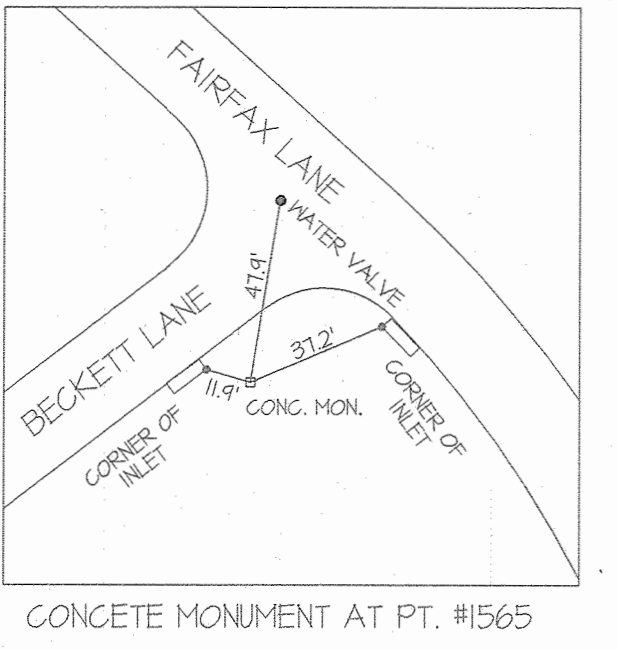 FAIRFAX LANE
WATER VALVE
47.9'
BECKETT LANE
37.2'
11.9'
CONC. MON.
CORNER OF
INLET
CORNER OF
INLET
CONCETE MONUMENT AT PT. #1565